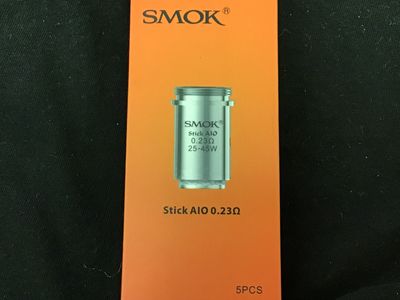 SMOK®
SMOK®
Stick AIO
0.23Ω
25-45W
Stick AIO 0.23Ω
5PCS